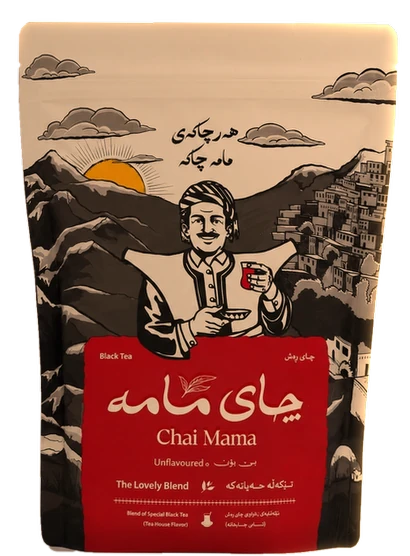 هەر چاکەی
مامە چاکە
Black Tea
چای ڕەش
چای مامە
Chai Mama
Unflavoured
بێ بۆن
The Lovely Blend
تێکەڵە حەیاتەکە
Blend of Special Black Tea
(Tea House Flavor)